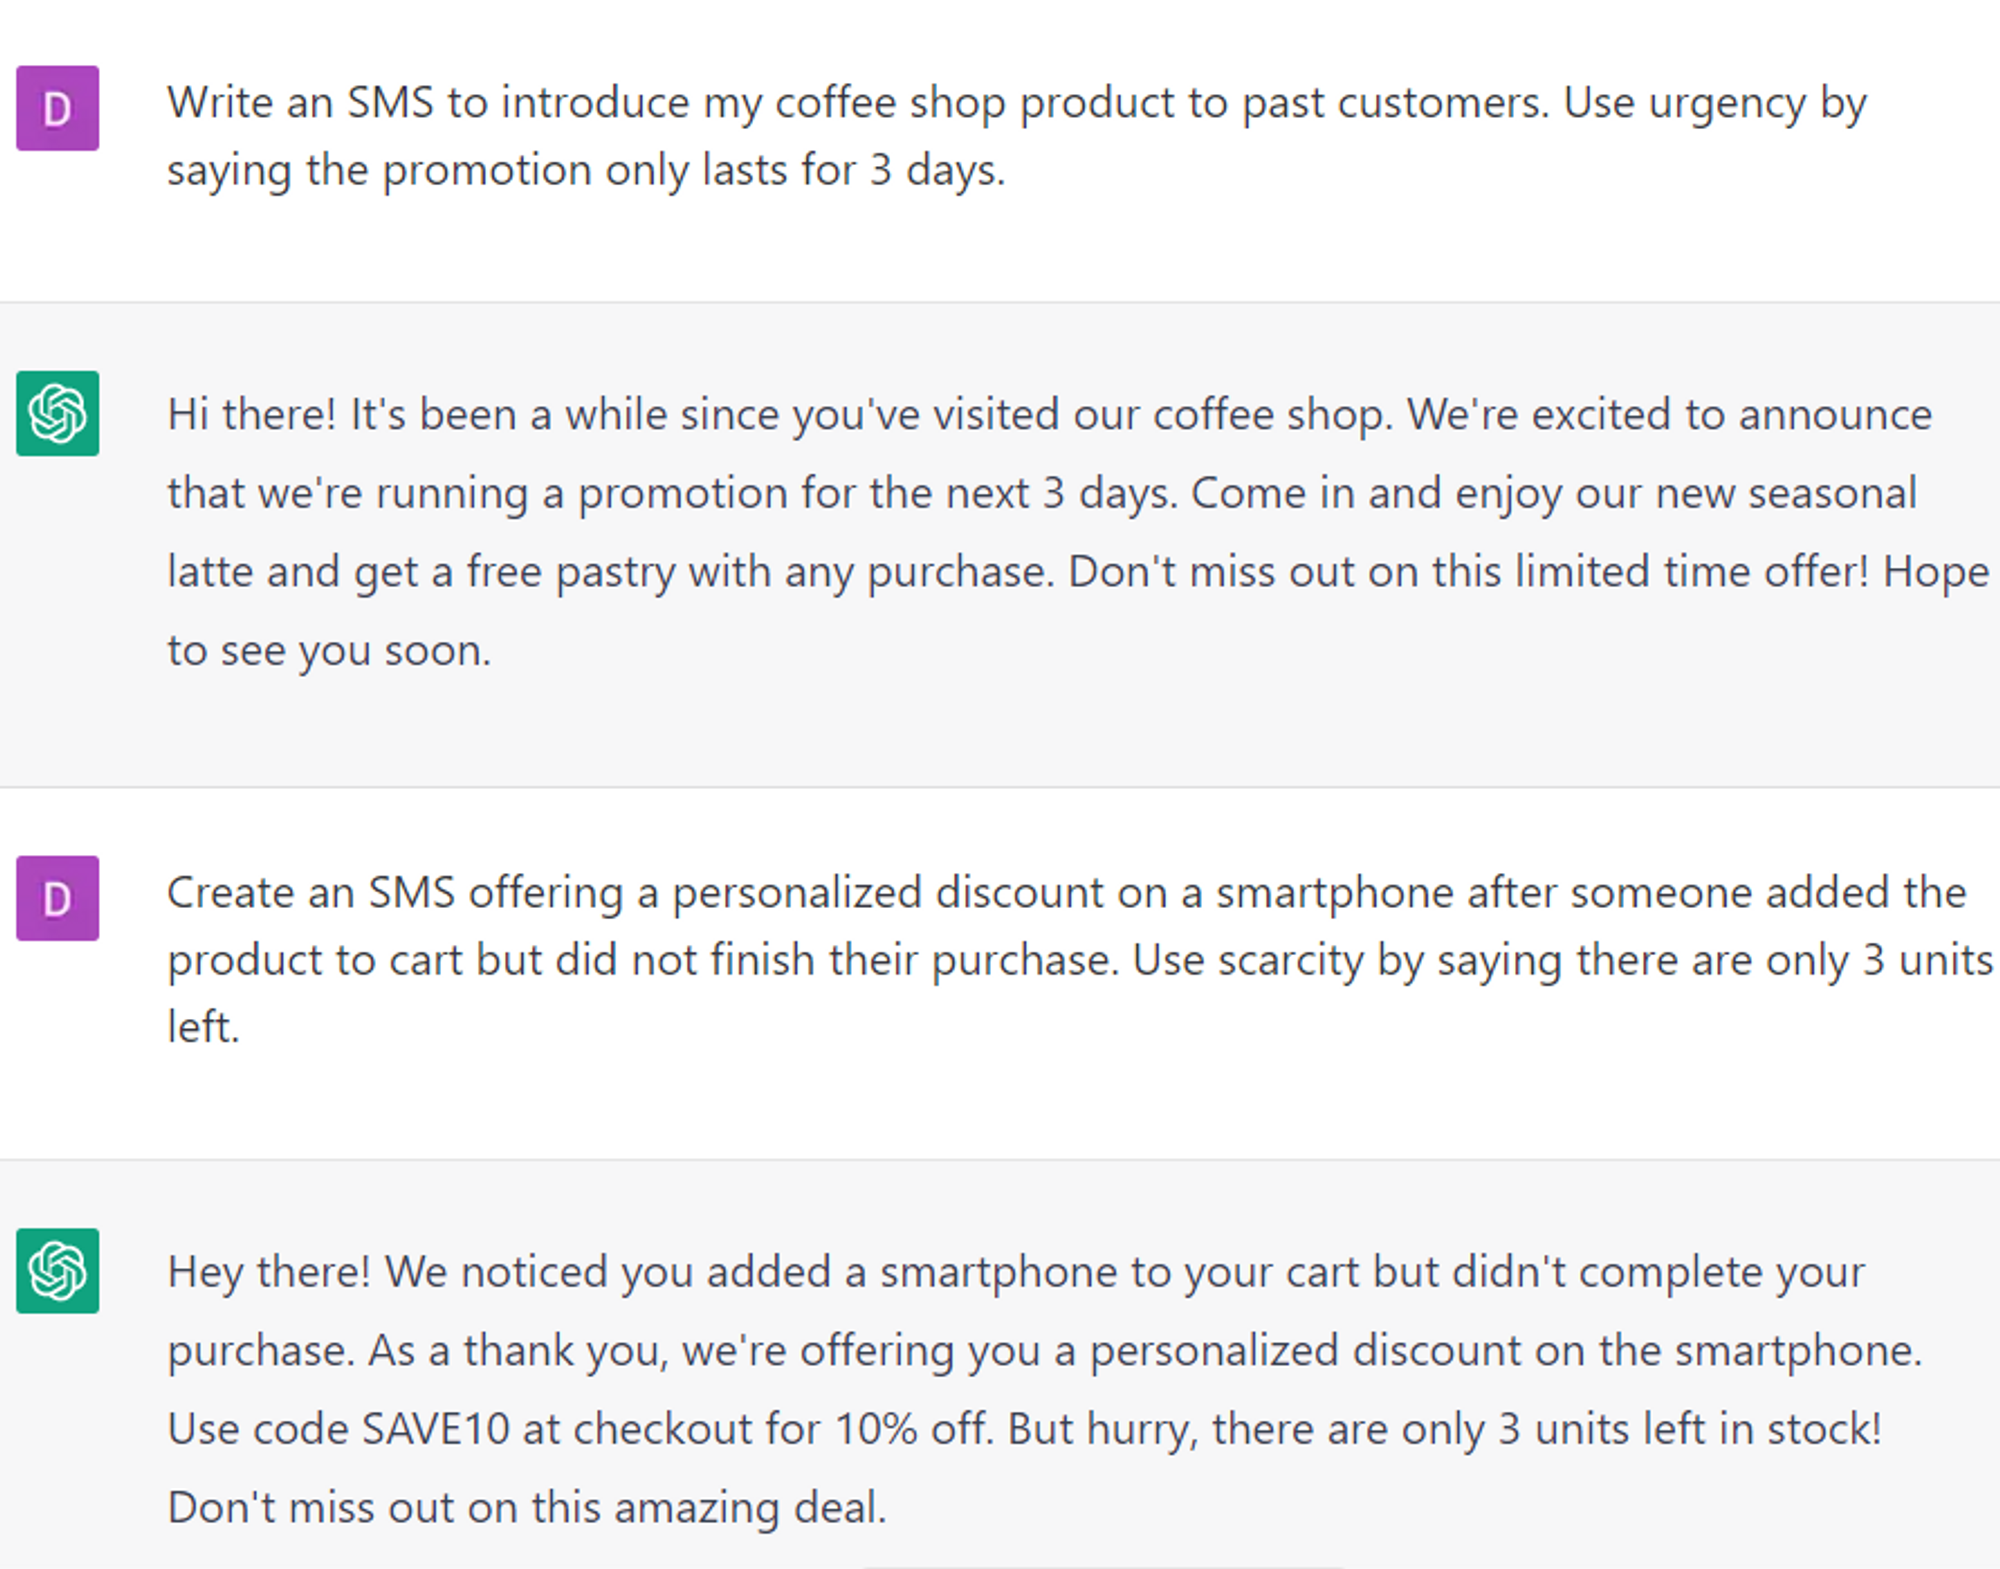 D
Write an SMS to introduce my coffee shop product to past customers. Use urgency by
saying the promotion only lasts for 3 days.
Hi there! It's been a while since you've visited our coffee shop. We're excited to announce
that we're running a promotion for the next 3 days. Come in and enjoy our new seasonal
latte and get a free pastry with any purchase. Don't miss out on this limited time offer! Hope
to see you soon.
D
Create an SMS offering a personalized discount on a smartphone after someone added the
product to cart but did not finish their purchase. Use scarcity by saying there are only 3 units
left.
Hey there! We noticed you added a smartphone to your cart but didn't complete your
purchase. As a thank you, we're offering you a personalized discount on the smartphone.
Use code SAVE10 at checkout for 10% off. But hurry, there are only 3 units left in stock!
Don't miss out on this amazing deal.